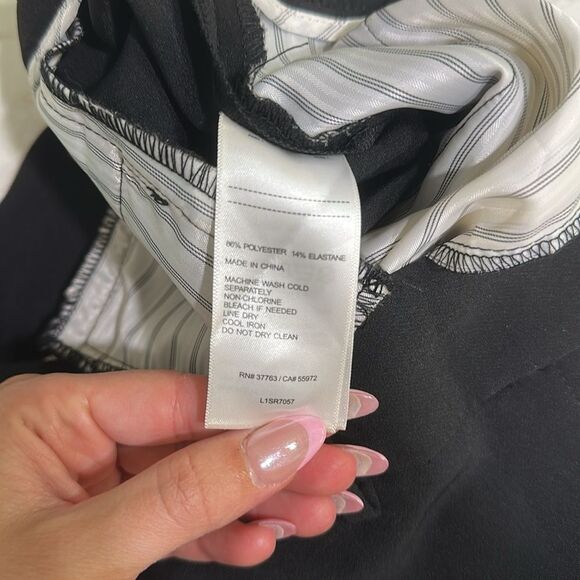 86% POLYESTER 14% ELASTANE
MADE IN CHINA
MACHINE WASH COLD
SEPARATELY
NON-CHLORINE
BLEACH IF NEEDED
LINE DRY
COOL IRON
DO NOT DRY CLEAN
RN# 37763 / CA# 55972
L1SR7057